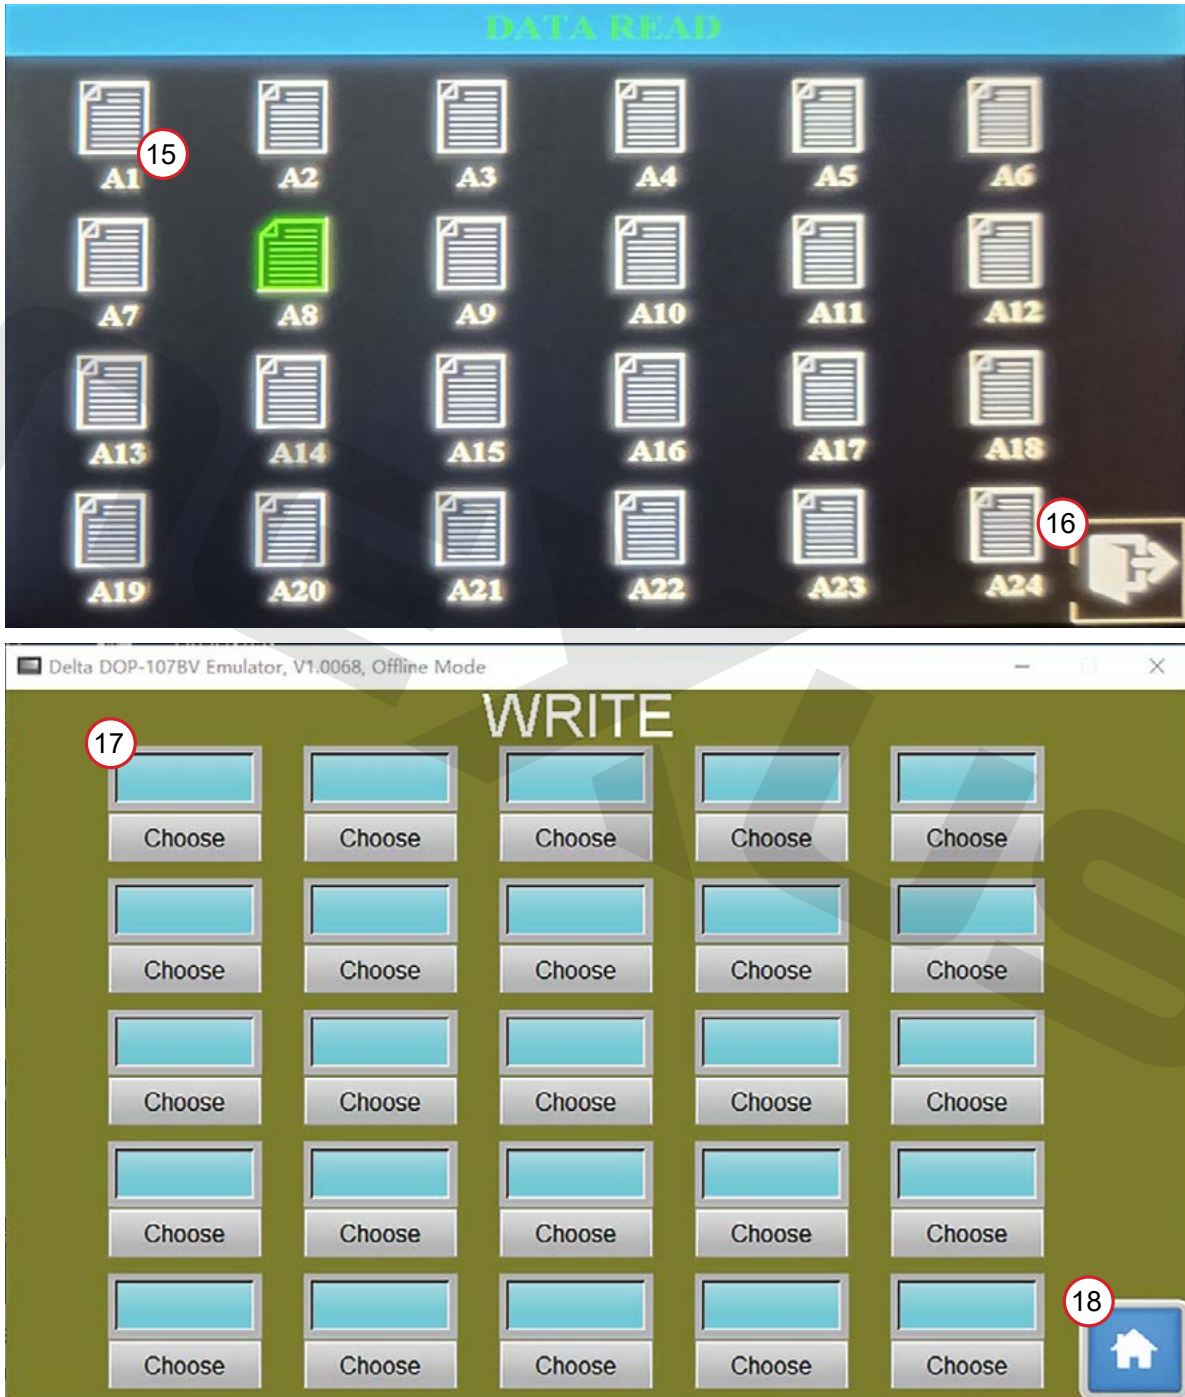 DATA READ
15
A1 A2 A3 A4 A5 A6
A7 A8 A9 A10 A11 A12
A13 A14 A15 A16 A17 A18
16
A19 A20 A21 A22 A23 A24
Delta DOP-107BV Emulator, V1.0068, Offline Mode
WRITE
17
Choose Choose Choose Choose Choose
Choose Choose Choose Choose Choose
Choose Choose Choose Choose Choose
Choose Choose Choose Choose Choose
18
Choose Choose Choose Choose Choose